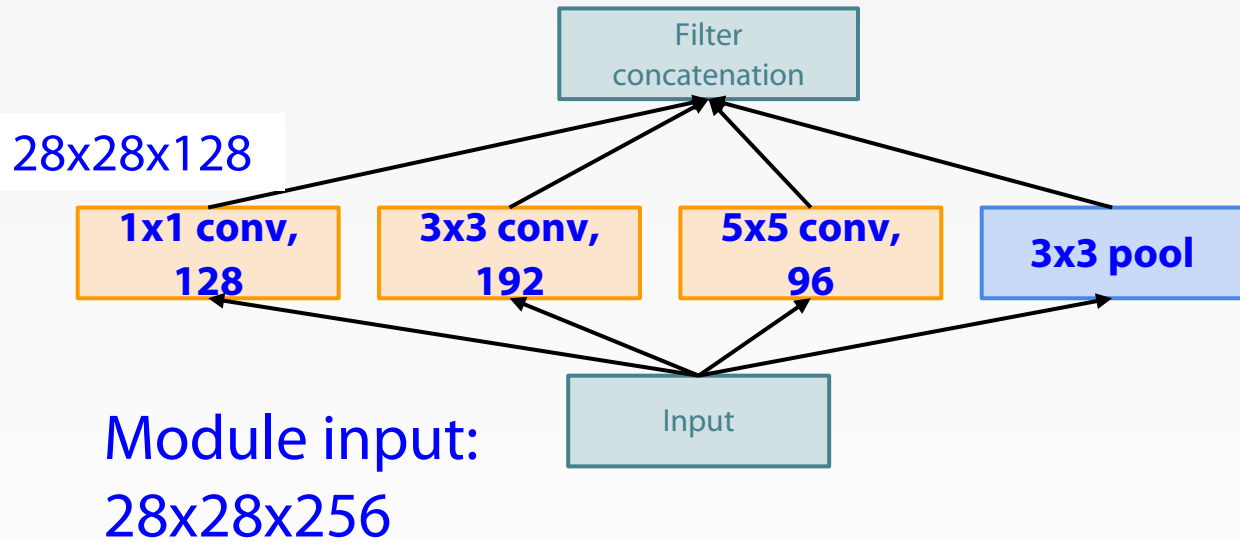 Filter
concatenation
28x28x128
1x1 conv,
128
3x3 conv,
192
5x5 conv,
96
3x3 pool
Input
Module input:
28x28x256